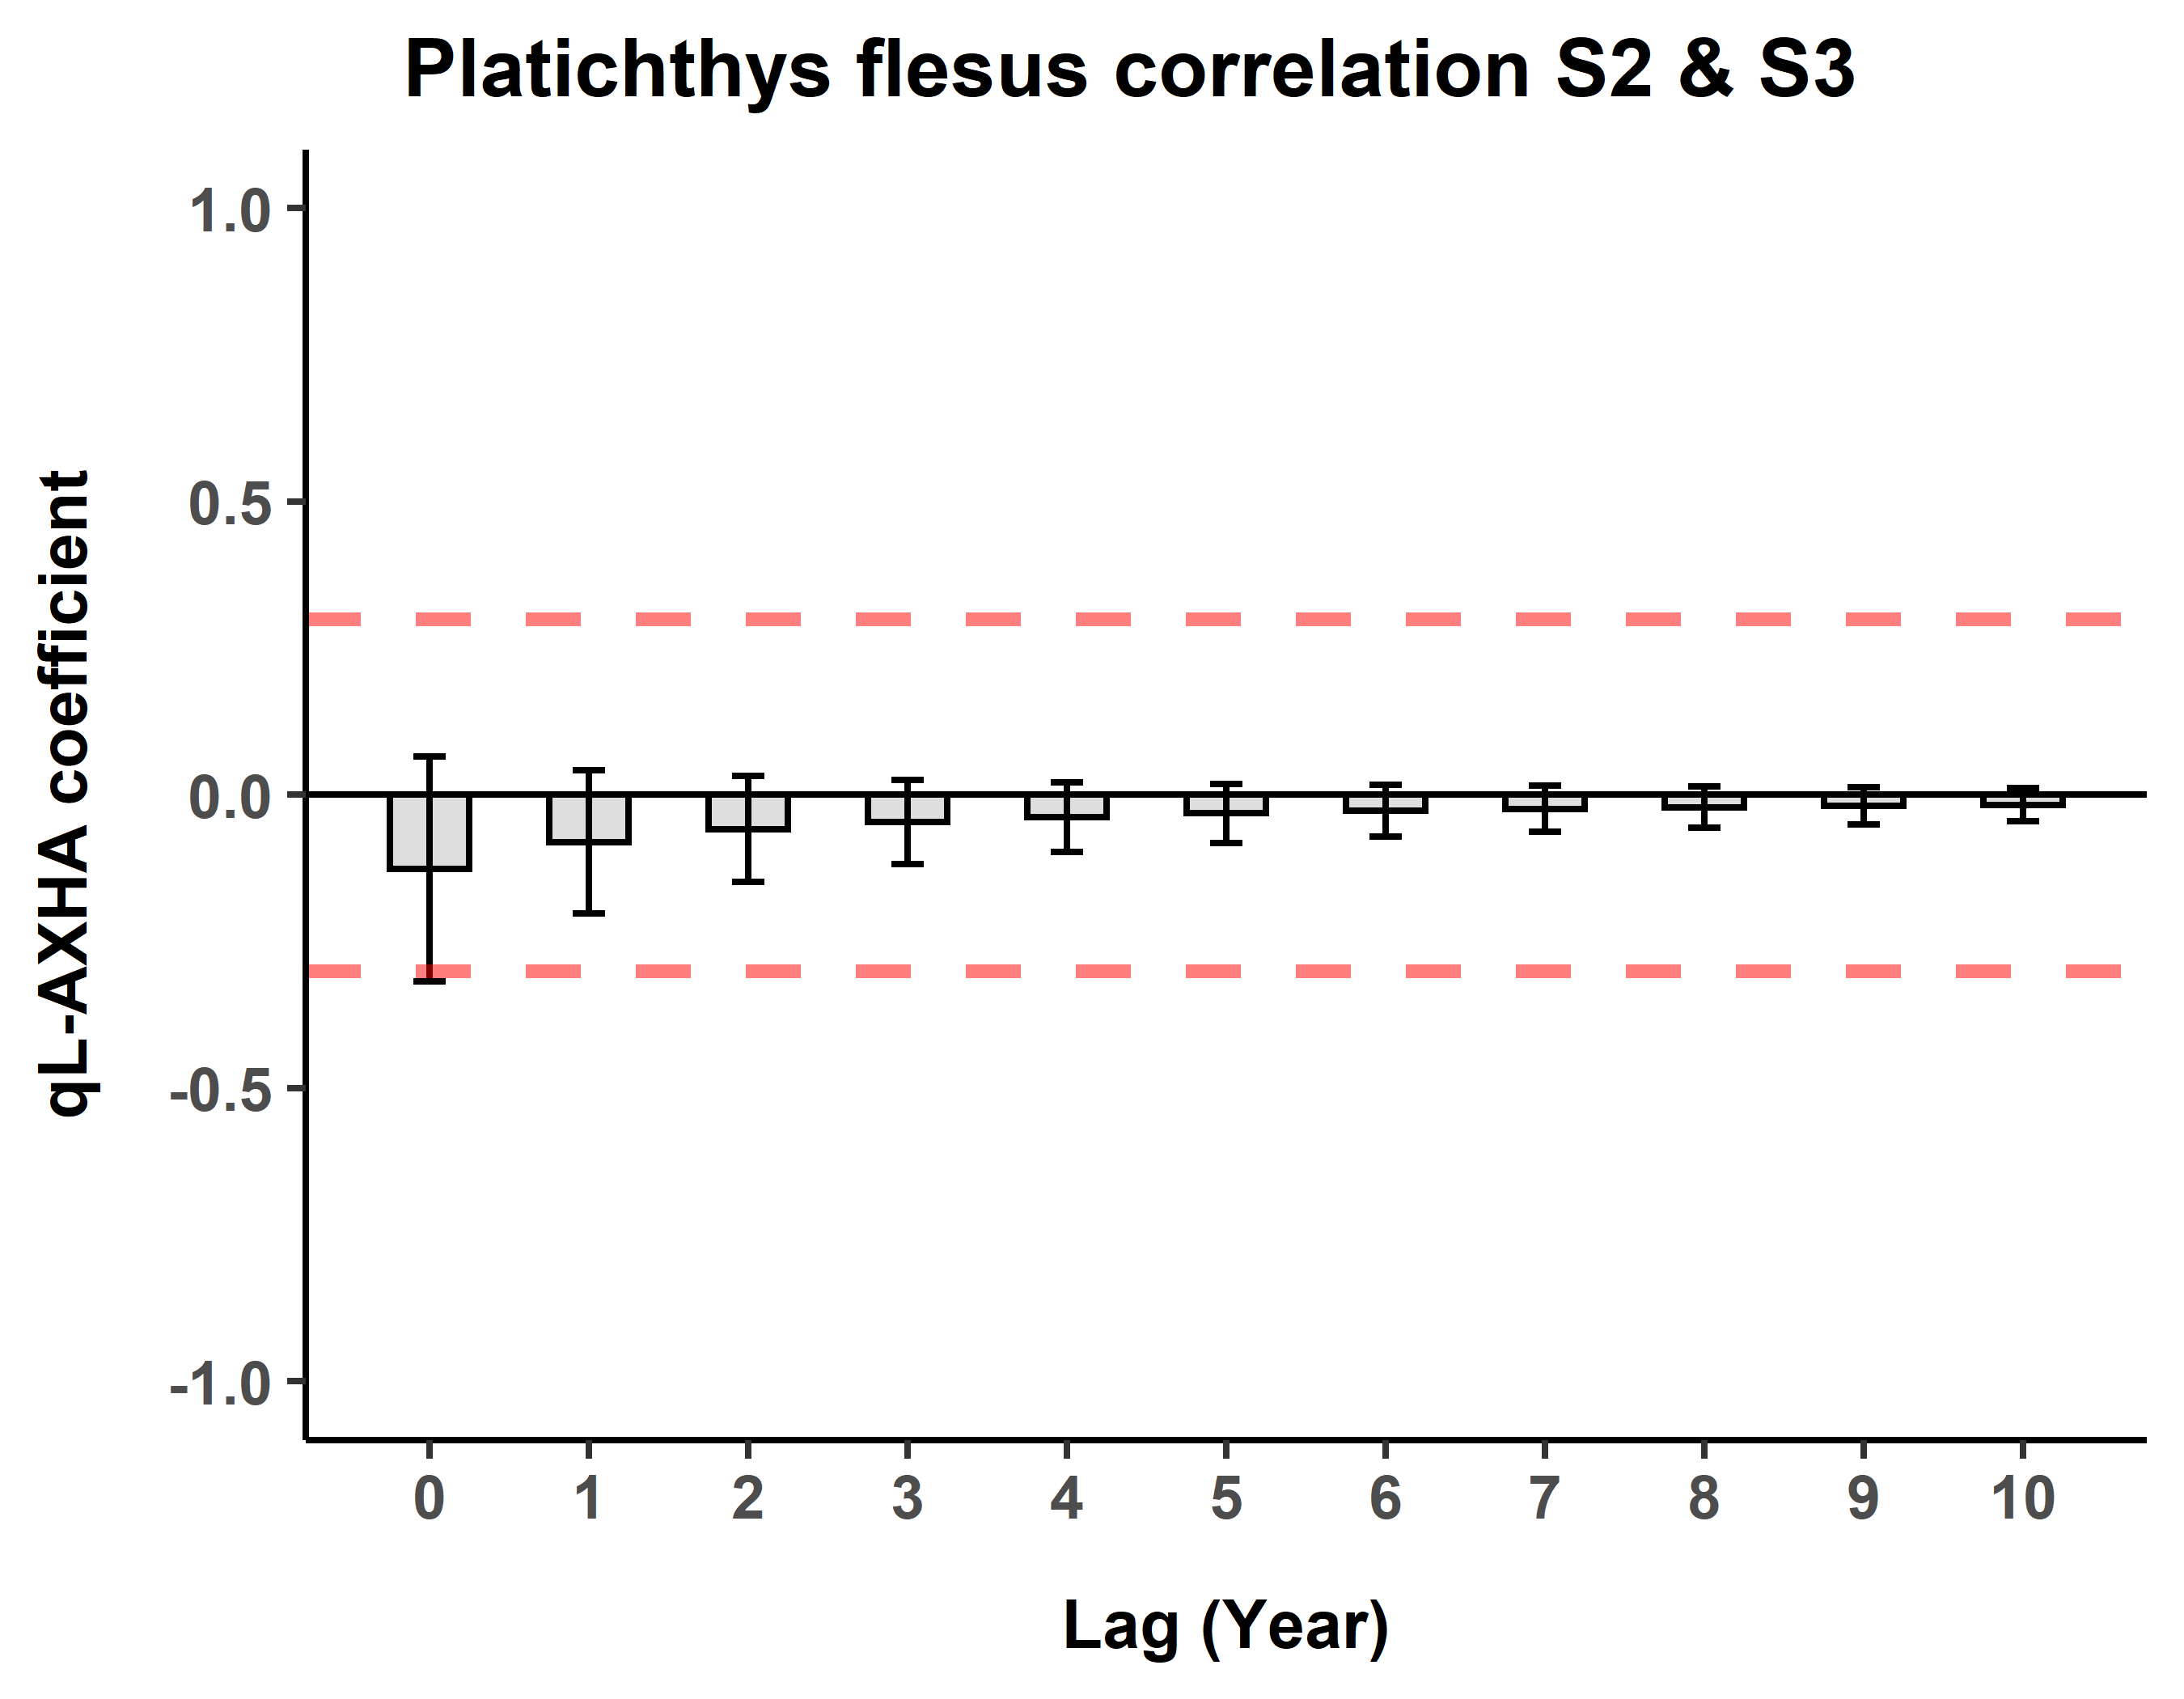 Platichthys flesus correlation S2 & S3
qL-AXHA coefficient
1.0
0.5
0.0
-0.5
-1.0
0 1 2 3 4 5 6 7 8 9 10
Lag (Year)